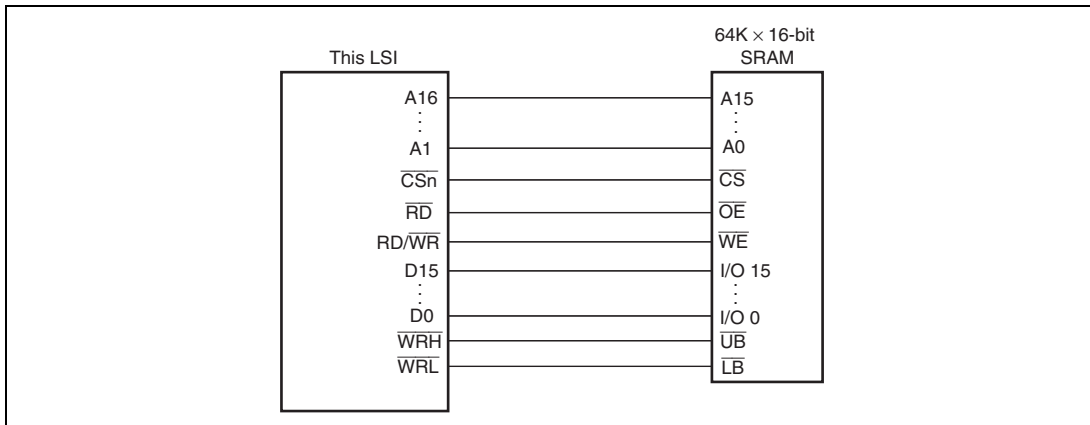 This LSI
64K × 16-bit
SRAM
A16
A15
A1
A0
CSn
CS
RD
OE
RD/WR
WE
D15
I/O 15
D0
I/O 0
WRH
UB
WRL
LB